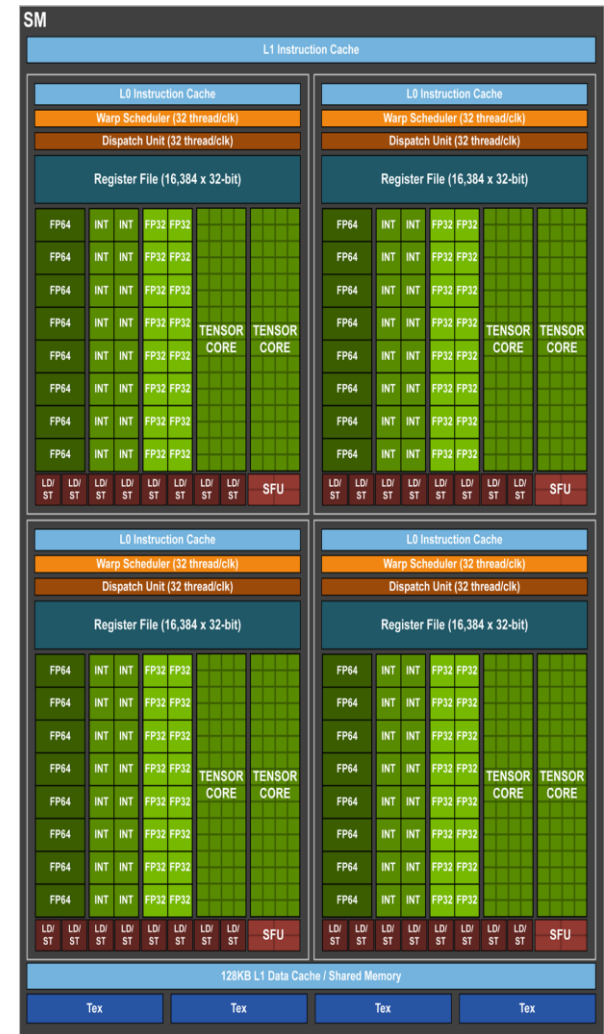 SM
L1 Instruction Cache
L0 Instruction Cache
Warp Scheduler (32 thread/clk)
Dispatch Unit (32 thread/clk)
Register File (16,384 x 32-bit)
FP64 INT INT FP32 FP32
FP64 INT INT FP32 FP32
FP64 INT INT FP32 FP32
FP64 INT INT FP32 FP32
TENSOR TENSOR
CORE CORE
FP64 INT INT FP32 FP32
FP64 INT INT FP32 FP32
FP64 INT INT FP32 FP32
FP64 INT INT FP32 FP32
LD/ LD/ LD/ LD/ LD/ LD/ LD/ LD/
ST ST ST ST ST ST ST ST
SFU
L0 Instruction Cache
Warp Scheduler (32 thread/clk)
Dispatch Unit (32 thread/clk)
Register File (16,384 x 32-bit)
FP64 INT INT FP32 FP32
FP64 INT INT FP32 FP32
FP64 INT INT FP32 FP32
FP64 INT INT FP32 FP32
TENSOR TENSOR
CORE CORE
FP64 INT INT FP32 FP32
FP64 INT INT FP32 FP32
FP64 INT INT FP32 FP32
FP64 INT INT FP32 FP32
LD/ LD/ LD/ LD/ LD/ LD/ LD/ LD/
ST ST ST ST ST ST ST ST
SFU
L0 Instruction Cache
Warp Scheduler (32 thread/clk)
Dispatch Unit (32 thread/clk)
Register File (16,384 x 32-bit)
FP64 INT INT FP32 FP32
FP64 INT INT FP32 FP32
FP64 INT INT FP32 FP32
FP64 INT INT FP32 FP32
TENSOR TENSOR
CORE CORE
FP64 INT INT FP32 FP32
FP64 INT INT FP32 FP32
FP64 INT INT FP32 FP32
FP64 INT INT FP32 FP32
LD/ LD/ LD/ LD/ LD/ LD/ LD/ LD/
ST ST ST ST ST ST ST ST
SFU
L0 Instruction Cache
Warp Scheduler (32 thread/clk)
Dispatch Unit (32 thread/clk)
Register File (16,384 x 32-bit)
FP64 INT INT FP32 FP32
FP64 INT INT FP32 FP32
FP64 INT INT FP32 FP32
FP64 INT INT FP32 FP32
TENSOR TENSOR
CORE CORE
FP64 INT INT FP32 FP32
FP64 INT INT FP32 FP32
FP64 INT INT FP32 FP32
FP64 INT INT FP32 FP32
LD/ LD/ LD/ LD/ LD/ LD/ LD/ LD/
ST ST ST ST ST ST ST ST
SFU
128KB L1 Data Cache / Shared Memory
Tex Tex Tex Tex